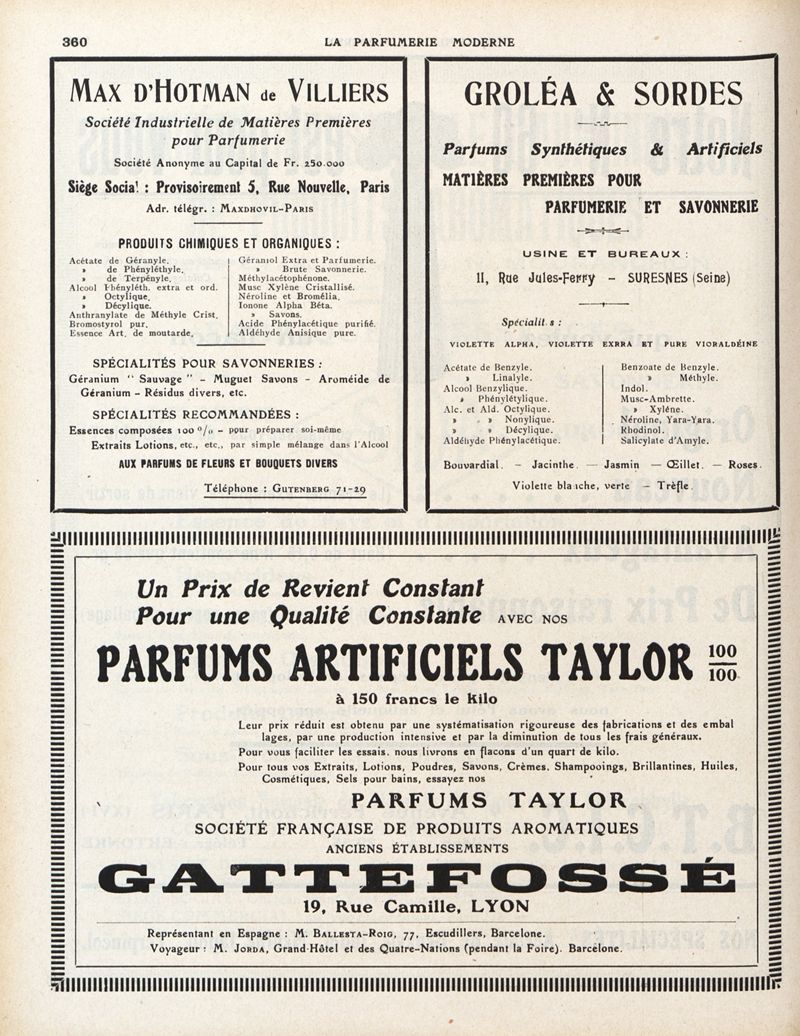 360
LA PARFUMERIE MODERNE
MAX D'HOTMAN de VILLIERS
Société Industrielle de Matières Premières
pour Parfumerie
Société Anonyme au Capital de Fr. 250.000
Siège Social : Provisoirement 5, Rue Nouvelle, Paris
Adr. télégr. : MAXDHOVIL-PARIS
PRODUITS CHIMIQUES ET ORGANIQUES :
Acétate de Géranyle.
» de Phényléthyle.
» de Terpényle.
Alcool Phényléth. extra et ord.
» Octylique.
» Décylique.
Anthranylate de Méthyle Crist.
Bromostyrol pur.
Essence Art. de moutarde.
Géraniol Extra et Parfumerie.
» Brute Savonnerie.
Méthylacétophénone.
Musc Xylène Cristallisé.
Néroline et Bromélia.
Ionone Alpha Béta.
» Savons.
Acide Phénylacétique purifié.
Aldéhyde Anisique pure.
SPÉCIALITÉS POUR SAVONNERIES :
Géranium " Sauvage " - Muguet Savons - Aroméide de
Géranium - Résidus divers, etc.
SPÉCIALITÉS RECOMMANDÉES :
Essences composées 100 % - pour préparer soi-même
Extraits Lotions, etc., etc., par simple mélange dans l'Alcool
AUX PARFUMS DE FLEURS ET BOUQUETS DIVERS
Téléphone : GUTENBERG 71-29
GROLÉA & SORDES
Parfums Synthétiques & Artificiels
MATIÈRES PREMIÈRES POUR
PARFUMERIE ET SAVONNERIE
USINE ET BUREAUX :
11, Rue Jules-Ferry - SURESNES (Seine)
Spécialit s :
VIOLETTE ALPHA, VIOLETTE EXRRA ET PURE VIORALDÉINE
Acétate de Benzyle.
» Linalyle.
Alcool Benzylique.
» Phénylétylique.
Alc. et Ald. Octylique.
» » Nonylique.
» » Décylique.
Aldéhyde Phénylacétique.
Benzoate de Benzyle.
» Méthyle.
Indol.
Musc-Ambrette.
» Xylène.
Néroline, Yara-Yara.
Rhodinol.
Salicylate d'Amyle.
Bouvardial. — Jacinthe. — Jasmin — Œillet. — Roses.
Violette blanche, verte — Trèfle.
Un Prix de Revient Constant
Pour une Qualité Constante AVEC NOS
PARFUMS ARTIFICIELS TAYLOR 100/100
à 150 francs le kilo
Leur prix réduit est obtenu par une systématisation rigoureuse des fabrications et des embal
lages, par une production intensive et par la diminution de tous les frais généraux.
Pour vous faciliter les essais, nous livrons en flacons d'un quart de kilo.
Pour tous vos Extraits, Lotions, Poudres, Savons, Crèmes, Shampooings, Brillantines, Huiles,
Cosmétiques, Sels pour bains, essayez nos
PARFUMS TAYLOR
SOCIÉTÉ FRANÇAISE DE PRODUITS AROMATIQUES
ANCIENS ÉTABLISSEMENTS
GATTEFOSSÉ
19, Rue Camille, LYON
Représentant en Espagne : M. BALLESTA-ROIG, 77, Escudillers, Barcelone.
Voyageur : M. JORDA, Grand-Hôtel et des Quatre-Nations (pendant la Foire). Barcelone.